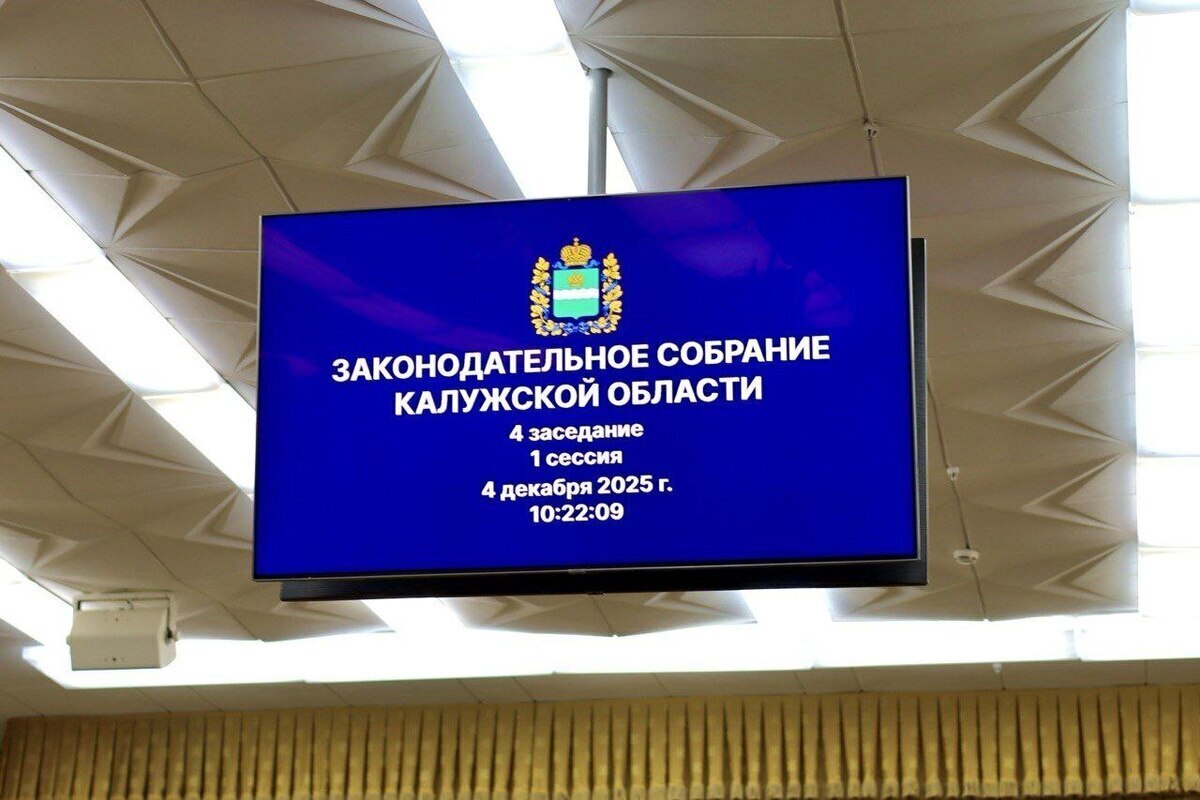 ЗАКОНОДАТЕЛЬНОЕ СОБРАНИЕ
КАЛУЖСКОЙ ОБЛАСТИ
4 заседание
1 сессия
4 декабря 2025 г.
10:22:09